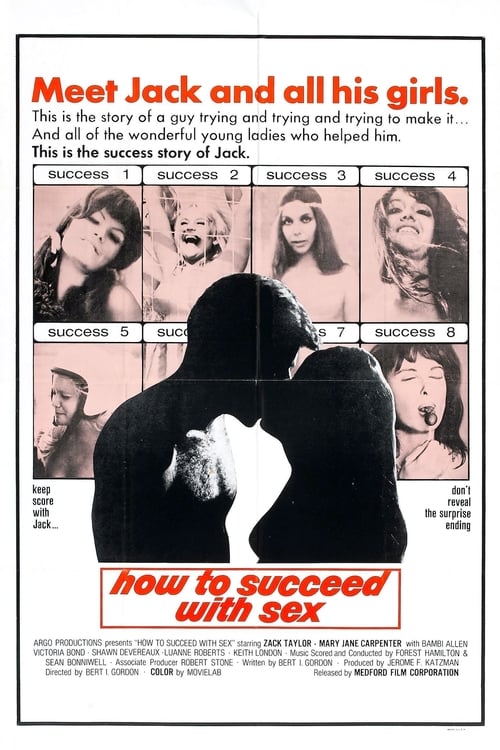 Meet Jack and all his girls.
This is the story of a guy trying and trying and trying to make it...
And all of the wonderful young ladies who helped him.
This is the success story of Jack.
success 1 success 2 success 3 success 4
success 5 succ s 7 success 8
keep
score
with
Jack...
don't
reveal
the surprise
ending
how to succeed
with sex
ARGO PRODUCTIONS presents "HOW TO SUCCEED WITH SEX" starring ZACK TAYLOR · MARY JANE CARPENTER with BAMBI ALLEN
VICTORIA BOND · SHAWN DEVEREAUX · LUANNE ROBERTS · KEITH LONDON · Music Scored and Conducted by FOREST HAMILTON &
SEAN BONNIWELL · Associate Producer ROBERT STONE · Written by BERT I. GORDON · Produced by JEROME F. KATZMAN
Directed by BERT I. GORDON · COLOR by MOVIELAB Released by MEDFORD FILM CORPORATION